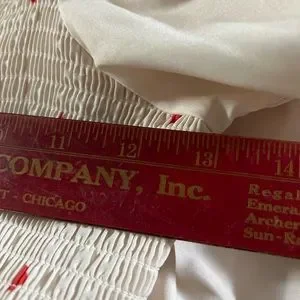 11 12 13 14
COMPANY, Inc.
T - CHICAGO
Regal
Emera
Archer
Sun-R